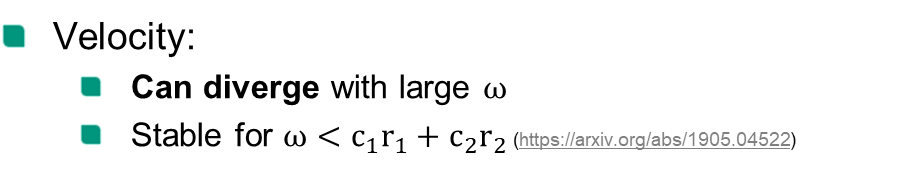 Velocity:
Can diverge with large ω
Stable for ω < c₁r₁ + c₂r₂ (https://arxiv.org/abs/1905.04522)